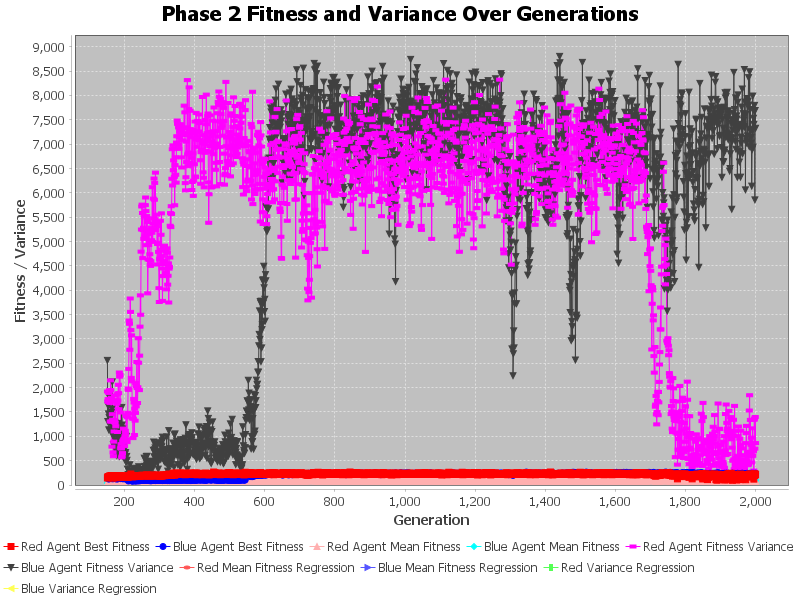 Phase 2 Fitness and Variance Over Generations
9,000
8,500
8,000
7,500
7,000
6,500
6,000
5,500
5,000
4,500
4,000
3,500
3,000
2,500
2,000
1,500
1,000
500
0
Fitness / Variance
200 400 600 800 1,000 1,200 1,400 1,600 1,800 2,000
Generation
Red Agent Best Fitness Blue Agent Best Fitness Red Agent Mean Fitness Blue Agent Mean Fitness Red Agent Fitness Variance
Blue Agent Fitness Variance Red Mean Fitness Regression Blue Mean Fitness Regression Red Variance Regression
Blue Variance Regression